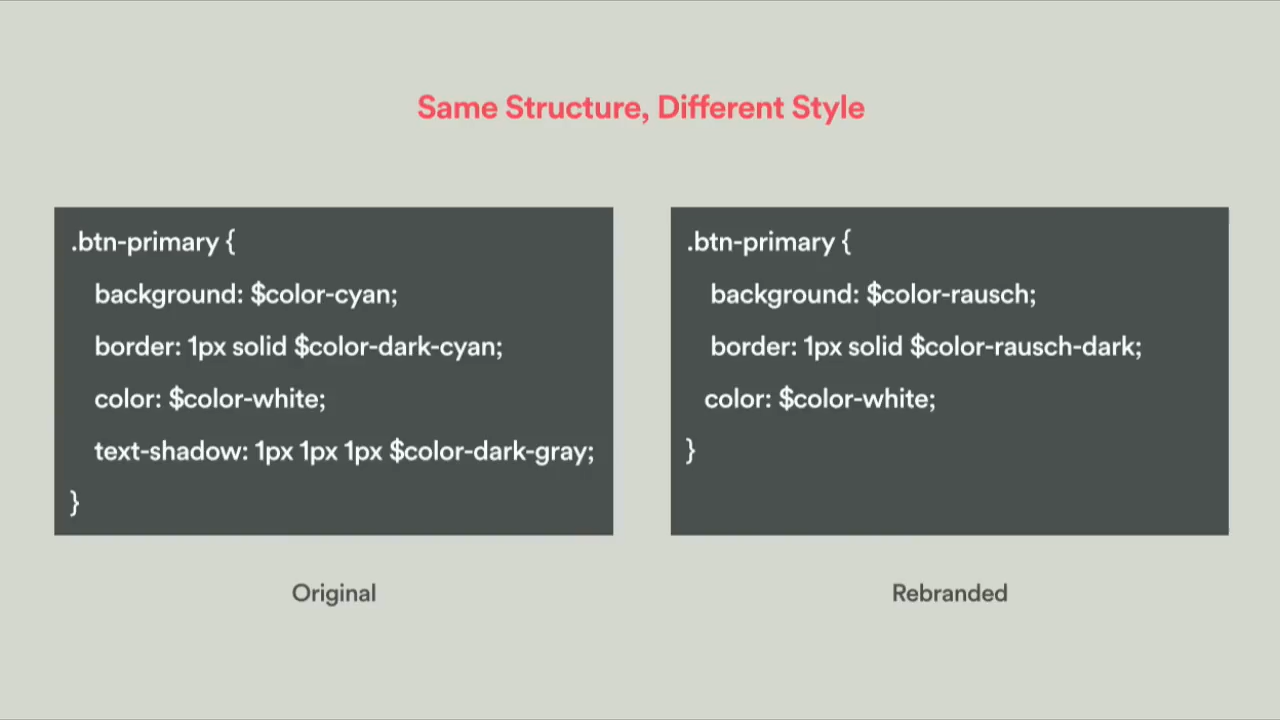 Same Structure, Different Style
.btn-primary {
background: $color-cyan;
border: 1px solid $color-dark-cyan;
color: $color-white;
text-shadow: 1px 1px 1px $color-dark-gray;
}
Original
.btn-primary {
background: $color-rausch;
border: 1px solid $color-rausch-dark;
color: $color-white;
}
Rebranded